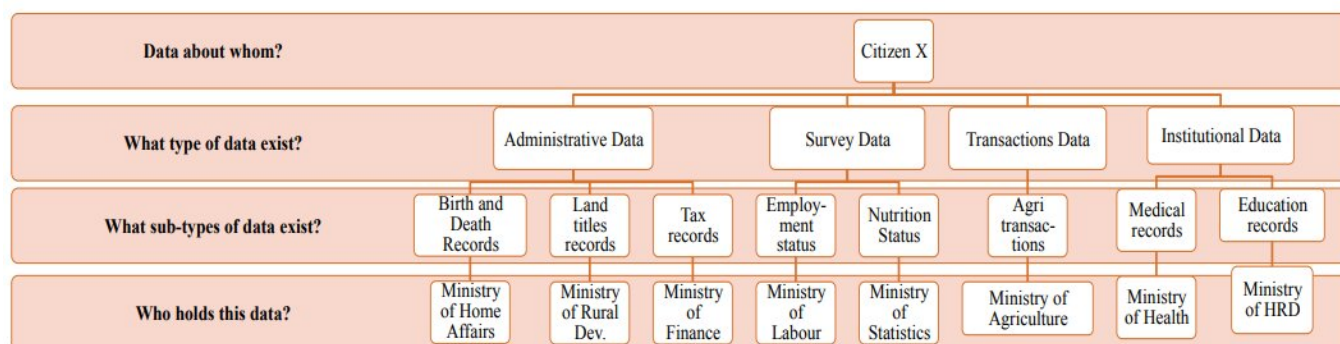 Data about whom?
Citizen X
What type of data exist?
Administrative Data
Survey Data
Transactions Data
Institutional Data
What sub-types of data exist?
Birth and
Death
Records
Land
titles
records
Tax
records
Employ-
ment
status
Nutrition
Status
Agri
transac-
tions
Medical
records
Education
records
Who holds this data?
Ministry
of Home
Affairs
Ministry
of Rural
Dev.
Ministry
of
Finance
Ministry
of
Labour
Ministry
of
Statistics
Ministry of
Agriculture
Ministry
of Health
Ministry
of HRD